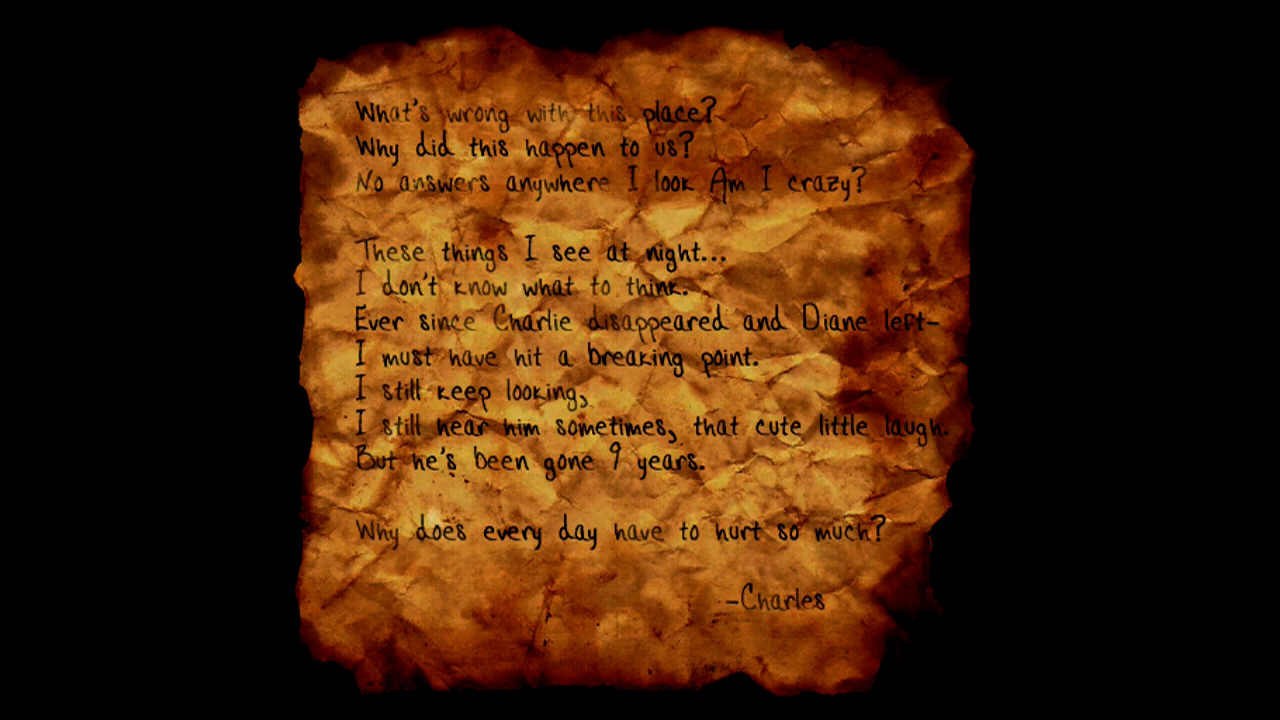 What's wrong with this place?
Why did this happen to us?
No answers anywhere I look Am I crazy?
These things I see at night...
I don't know what to think.
Ever since Charlie disappeared and Diane left-
I must have hit a breaking point.
I still keep looking,
I still hear him sometimes, that cute little laugh.
But he's been gone 9 years.
Why does every day have to hurt so much?
-Charles